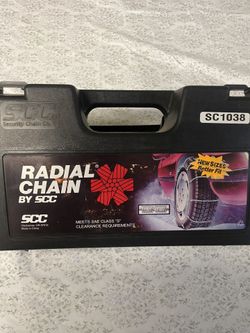 SCC
Security Chain Co.
SC1038
NEW SIZES
Better Fit!
RADIAL
CHAIN
BY SCC
SCC
MEETS SAE CLASS "S"
CLEARANCE REQUIREMENTS